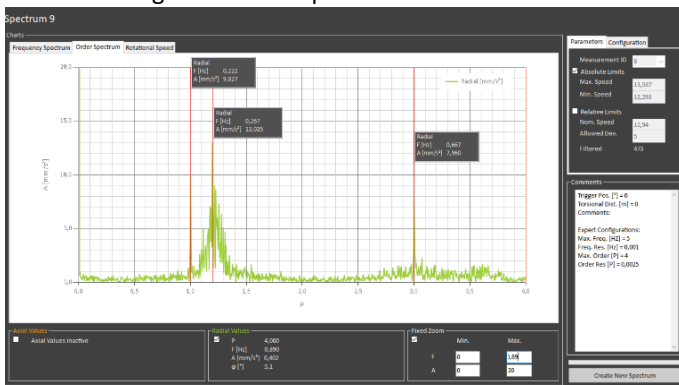 Spectrum 9
Charts
Frequency Spectrum Order Spectrum Rotational Speed
Radial
F [Hz] 0,222
A [mm/s²] 9,827
Radial
F [Hz] 0,267
A [mm/s²] 13,035
Radial
F [Hz] 0,667
A [mm/s²] 7,960
Radial [mm/s²]
A [mm/s²]
20,0
15,0
10,0
5,0
0,0
0,0 0,5 1,0 1,5 2,0 2,5 3,0 3,5 4,0
P
Axial Values
Axial Values inactive
Radial Values
P 4,000
F [Hz] 0,890
A [mm/s²] 0,402
φ [°] 5,1
Fixed Zoom
Min. Max.
F 0 ,89
A 0 20
Parameters Configuration
Measurement ID 8
Absolute Limits
Max. Speed 13,587
Min. Speed
Relative Limits
Nom. Speed 12,94
Allowed Dev. 5
Filtered 473
Comments
Trigger Pos. [°] = 0
Torsional Dist. [m] = 0
Comments:
Expert Configurations:
Max. Freq. [HZ] = 5
Freq. Res. [Hz] = 0,001
Max. Order [P] = 4
Order Res [P] = 0,0025
Create New Spectrum